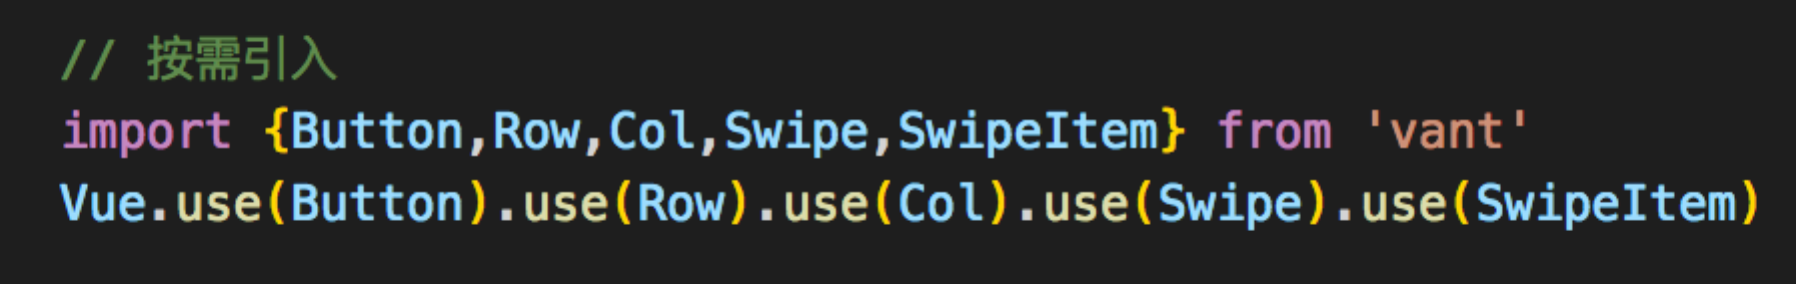 // 按需引入
import {Button,Row,Col,Swipe,SwipeItem} from 'vant'
Vue.use(Button).use(Row).use(Col).use(Swipe).use(SwipeItem)